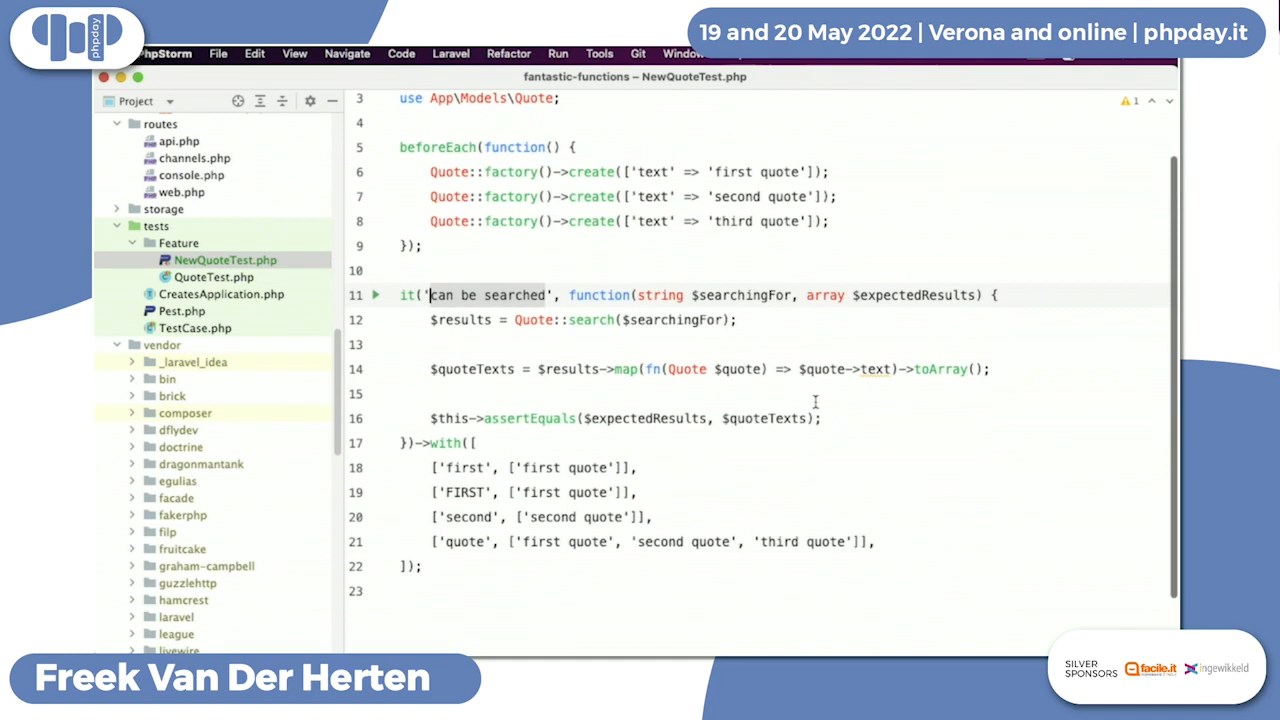 phpday
19 and 20 May 2022 | Verona and online | phpday.it
PhpStorm File Edit View Navigate Code Laravel Refactor Run Tools Git Window
fantastic-functions – NewQuoteTest.php
Project
routes
api.php
channels.php
console.php
web.php
storage
tests
Feature
NewQuoteTest.php
QuoteTest.php
CreatesApplication.php
Pest.php
TestCase.php
vendor
_laravel_idea
bin
brick
composer
dflydev
doctrine
dragonmantank
egulias
facade
fakerphp
filp
fruitcake
graham-campbell
guzzlehttp
hamcrest
laravel
league
livewire
1
3 use App\Models\Quote;
4
5 beforeEach(function() {
6 Quote::factory()->create(['text' => 'first quote']);
7 Quote::factory()->create(['text' => 'second quote']);
8 Quote::factory()->create(['text' => 'third quote']);
9 });
10
11 it('can be searched', function(string $searchingFor, array $expectedResults) {
12 $results = Quote::search($searchingFor);
13
14 $quoteTexts = $results->map(fn(Quote $quote) => $quote->text)->toArray();
15
16 $this->assertEquals($expectedResults, $quoteTexts);
17 })->with([
18 ['first', ['first quote']],
19 ['FIRST', ['first quote']],
20 ['second', ['second quote']],
21 ['quote', ['first quote', 'second quote', 'third quote']],
22 ]);
23
Freek Van Der Herten
SILVER
SPONSORS
facile.it
ingewikkeld